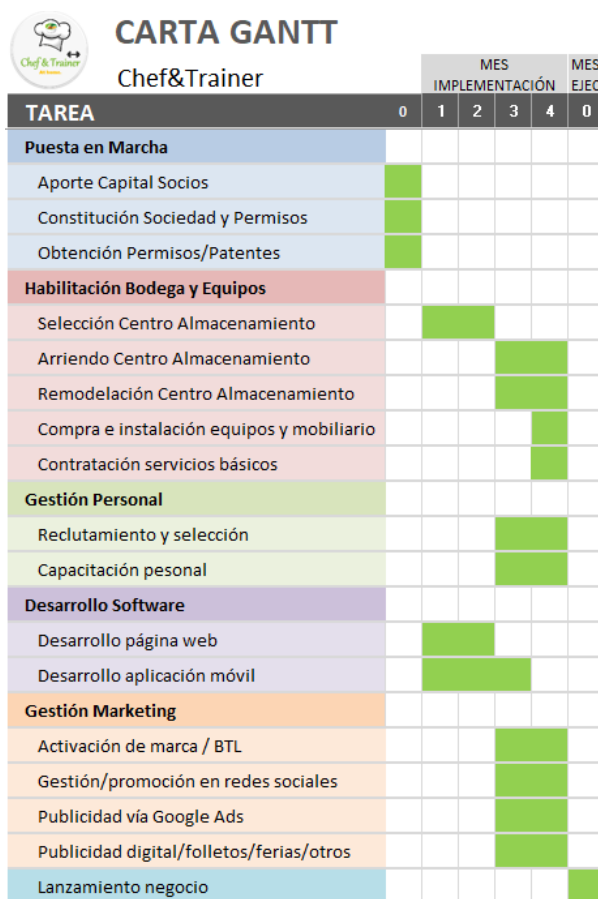 CARTA GANTT
Chef & Trainer
Chef&Trainer
MES
IMPLEMENTACIÓN
MES
EJEC
TAREA 0 1 2 3 4 0
Puesta en Marcha
Aporte Capital Socios
Constitución Sociedad y Permisos
Obtención Permisos/Patentes
Habilitación Bodega y Equipos
Selección Centro Almacenamiento
Arriendo Centro Almacenamiento
Remodelación Centro Almacenamiento
Compra e instalación equipos y mobiliario
Contratación servicios básicos
Gestión Personal
Reclutamiento y selección
Capacitación pesonal
Desarrollo Software
Desarrollo página web
Desarrollo aplicación móvil
Gestión Marketing
Activación de marca / BTL
Gestión/promoción en redes sociales
Publicidad vía Google Ads
Publicidad digital/folletos/ferias/otros
Lanzamiento negocio